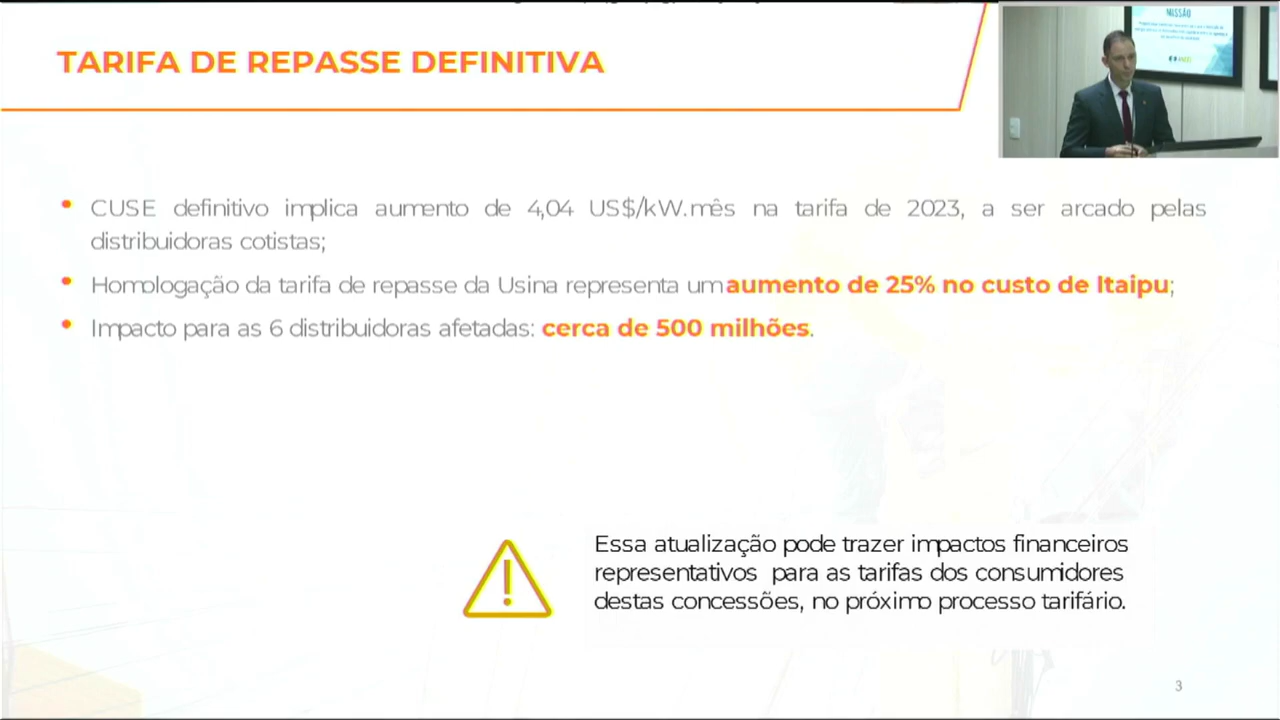 TARIFA DE REPASSE DEFINITIVA
MISSÃO
CUSE definitivo implica aumento de 4,04 US$/kW.mês na tarifa de 2023, a ser arcado pelas
distribuidoras cotistas;
Homologação da tarifa de repasse da Usina representa um aumento de 25% no custo de Itaipu;
Impacto para as 6 distribuidoras afetadas: cerca de 500 milhões.
Essa atualização pode trazer impactos financeiros
representativos para as tarifas dos consumidores
destas concessões, no próximo processo tarifário.
3